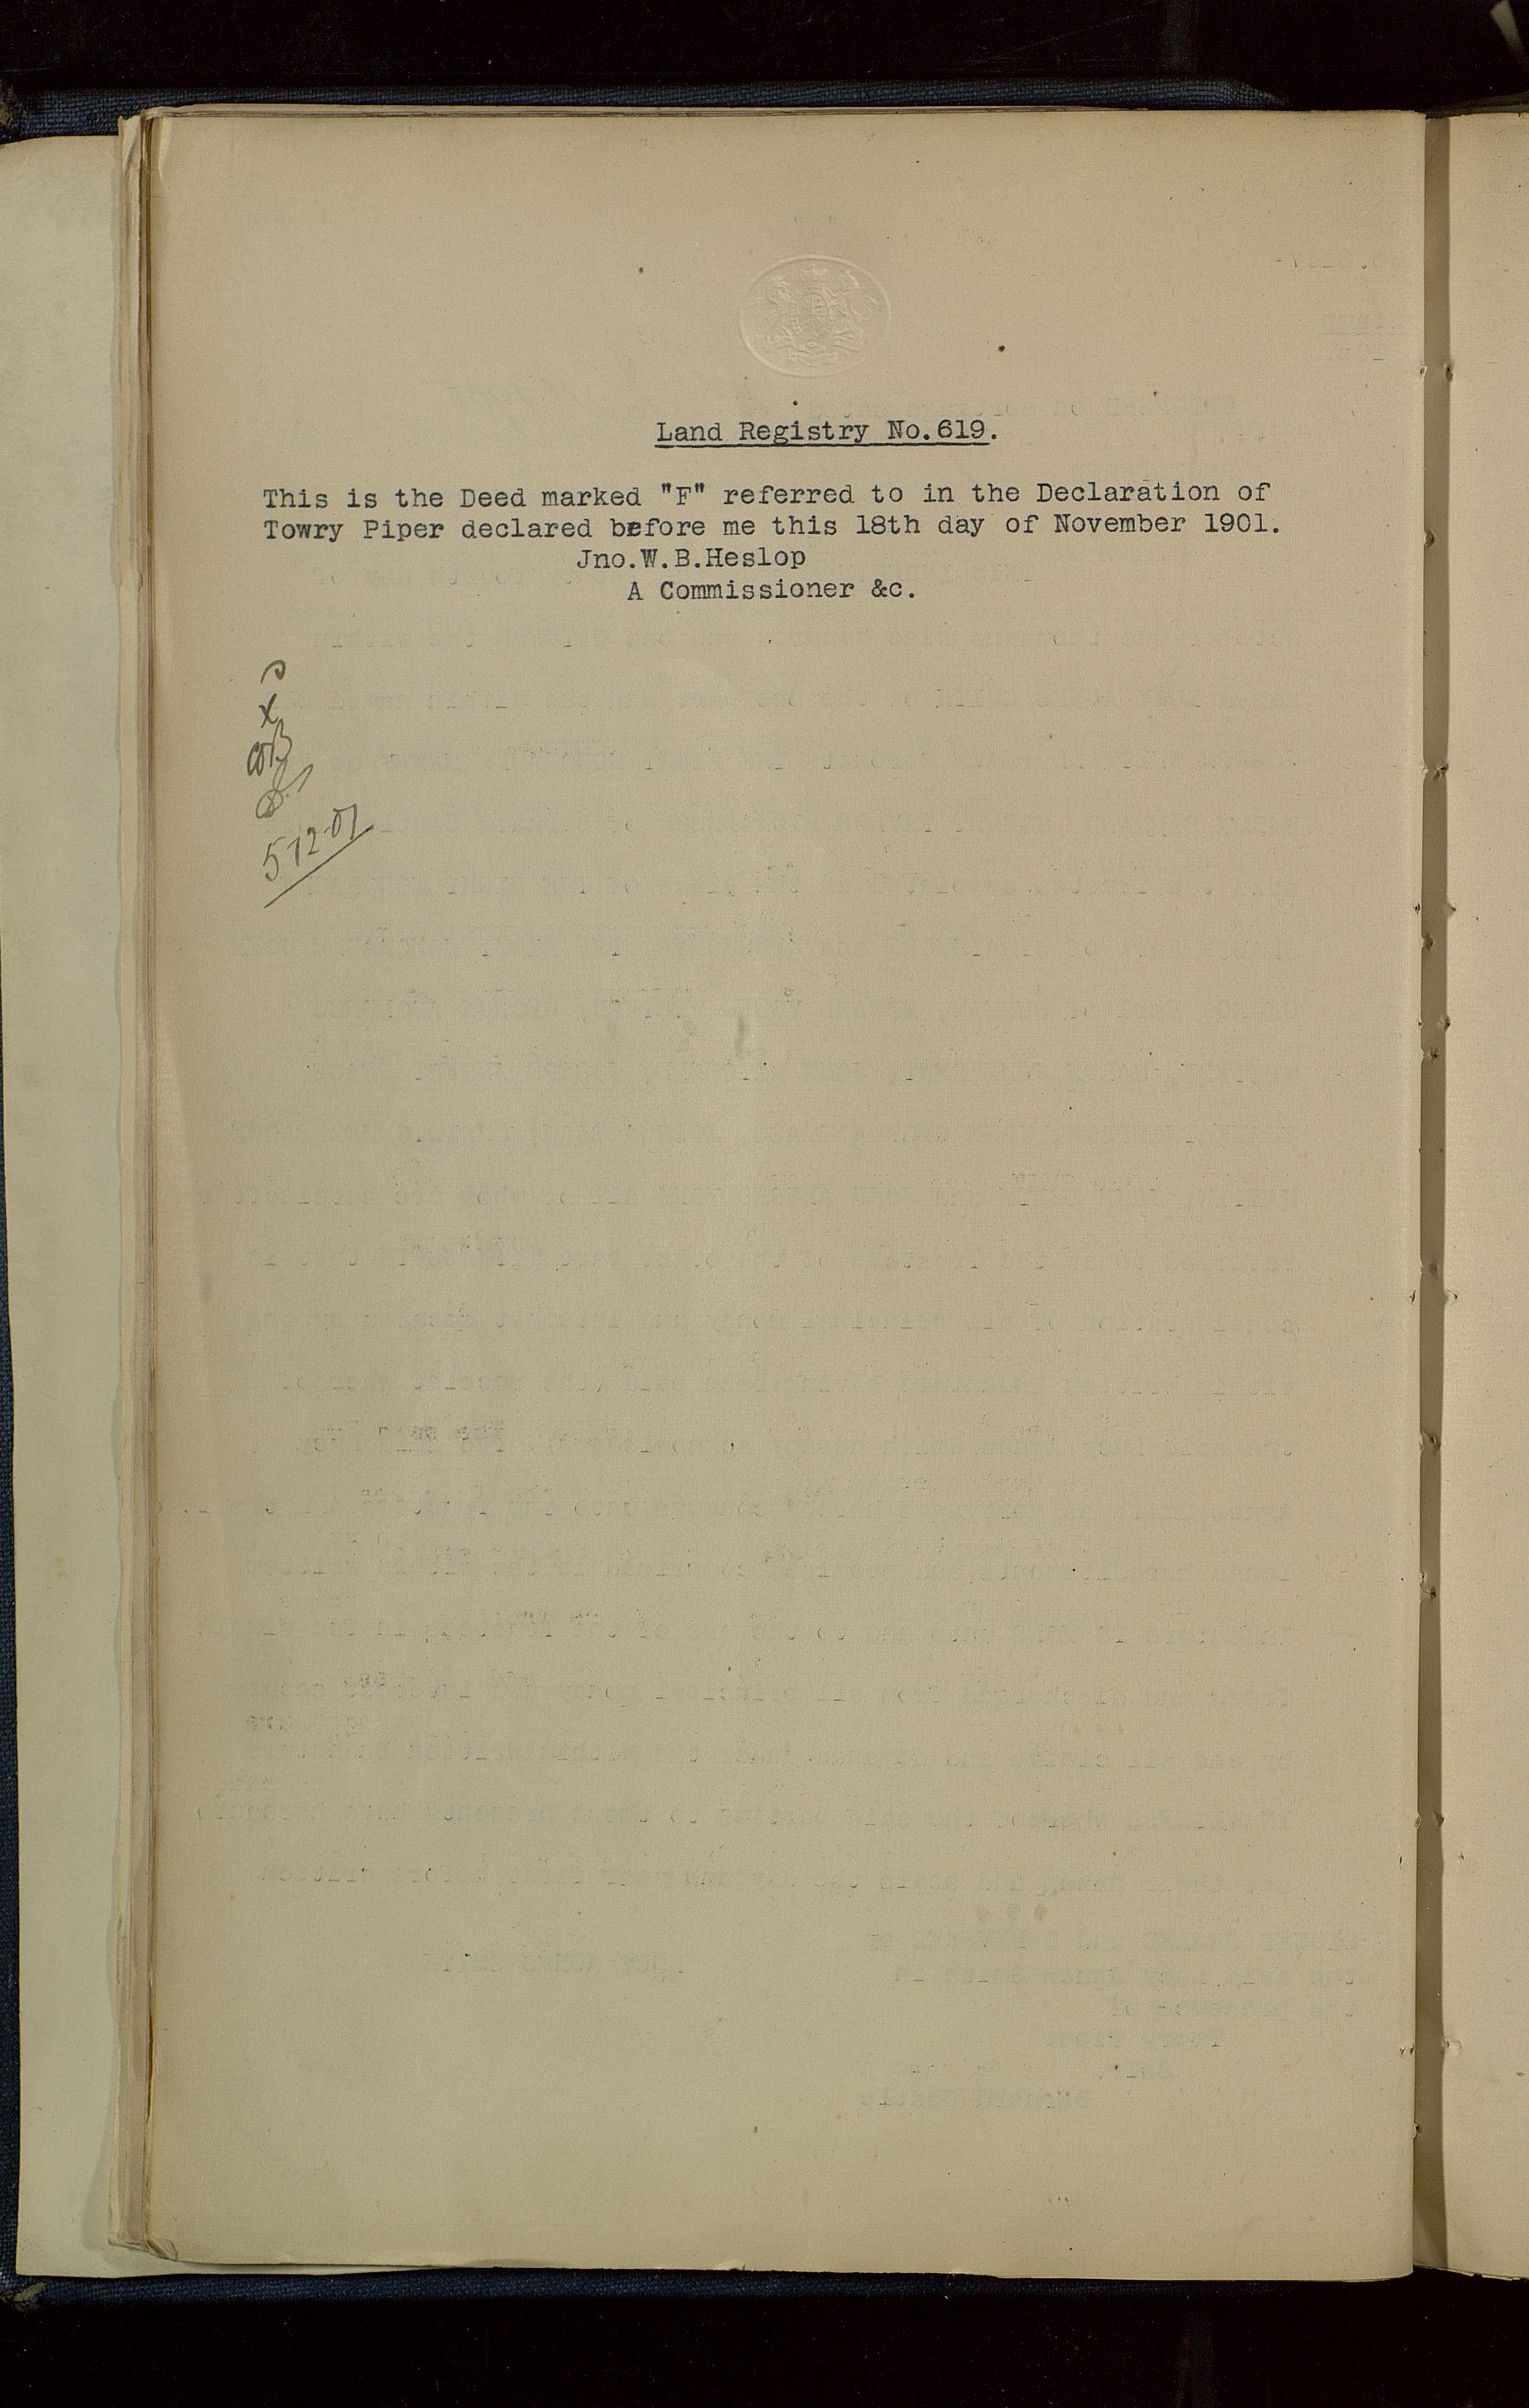 Land Registry No.619.
This is the Deed marked "F" referred to in the Declaration of
Towry Piper declared before me this 18th day of November 1901.
Jno.W.B.Heslop
A Commissioner &c.
5-12-07